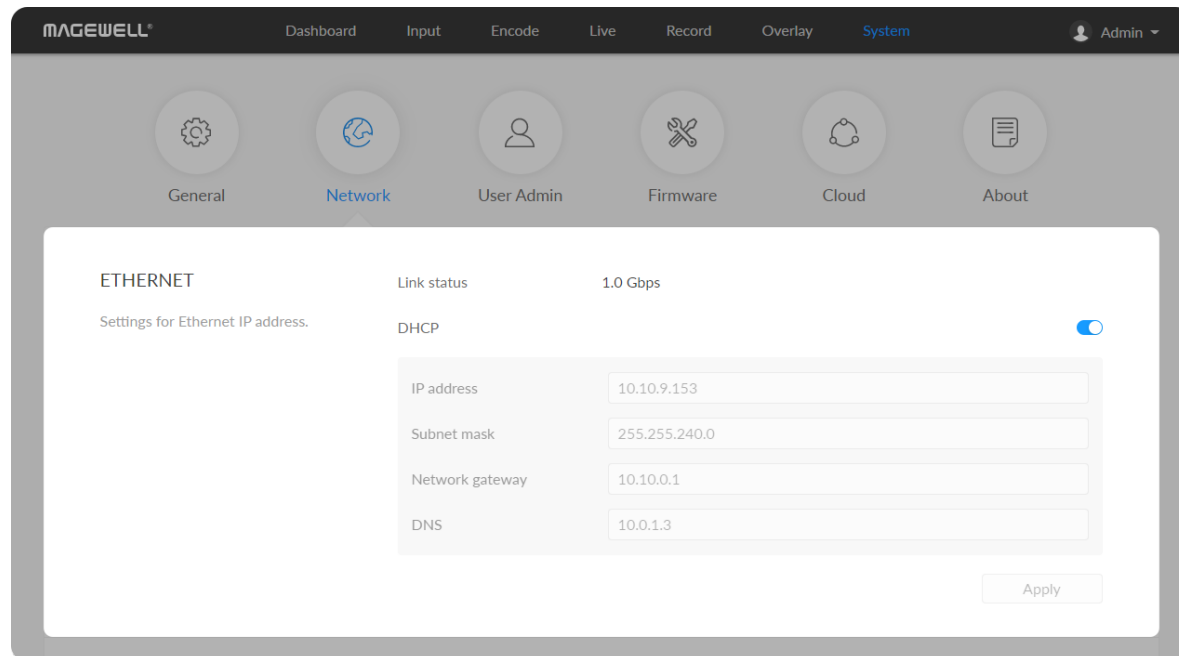 MAGEWELL®
Dashboard Input Encode Live Record Overlay System Admin
General Network User Admin Firmware Cloud About
ETHERNET
Settings for Ethernet IP address.
Link status 1.0 Gbps
DHCP
IP address 10.10.9.153
Subnet mask 255.255.240.0
Network gateway 10.10.0.1
DNS 10.0.1.3
Apply